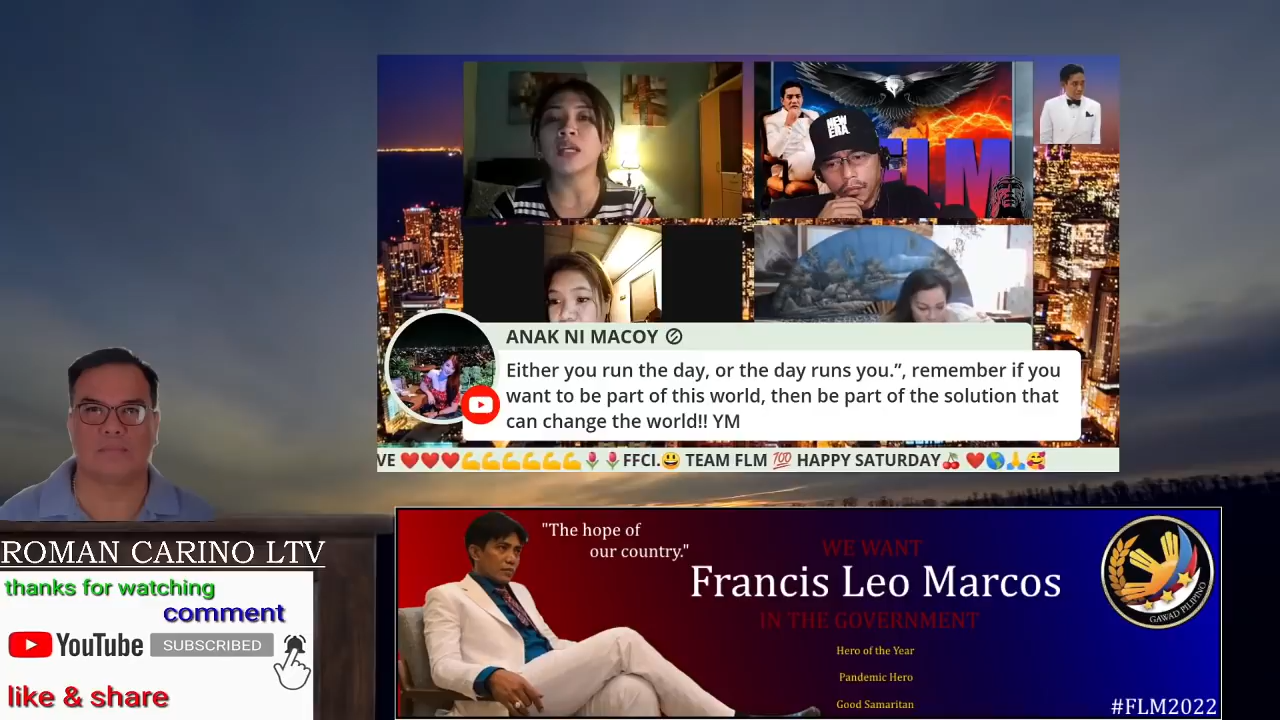 NEW ERA
FLM
ANAK NI MACOY
Either you run the day, or the day runs you.”, remember if you
want to be part of this world, then be part of the solution that
can change the world!! YM
VE ❤️❤️❤️💪💪💪💪💪💪🌷🌷FFCI.😃 TEAM FLM 💯 HAPPY SATURDAY🍒 ❤️🌎🙏🥰
ROMAN CARINO LTV
thanks for watching
comment
YouTube SUBSCRIBED
like & share
"The hope of
our country."
WE WANT
Francis Leo Marcos
IN THE GOVERNMENT
Hero of the Year
Pandemic Hero
Good Samaritan
GAWAD PILIPINO
#FLM2022